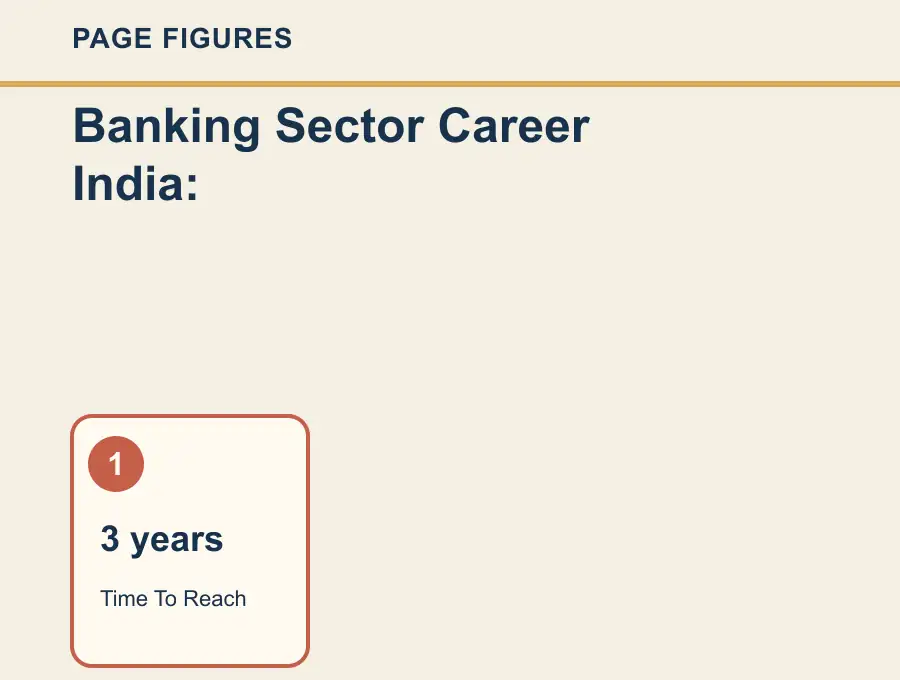 PAGE FIGURES
Banking Sector Career
India:
1
3 years
Time To Reach